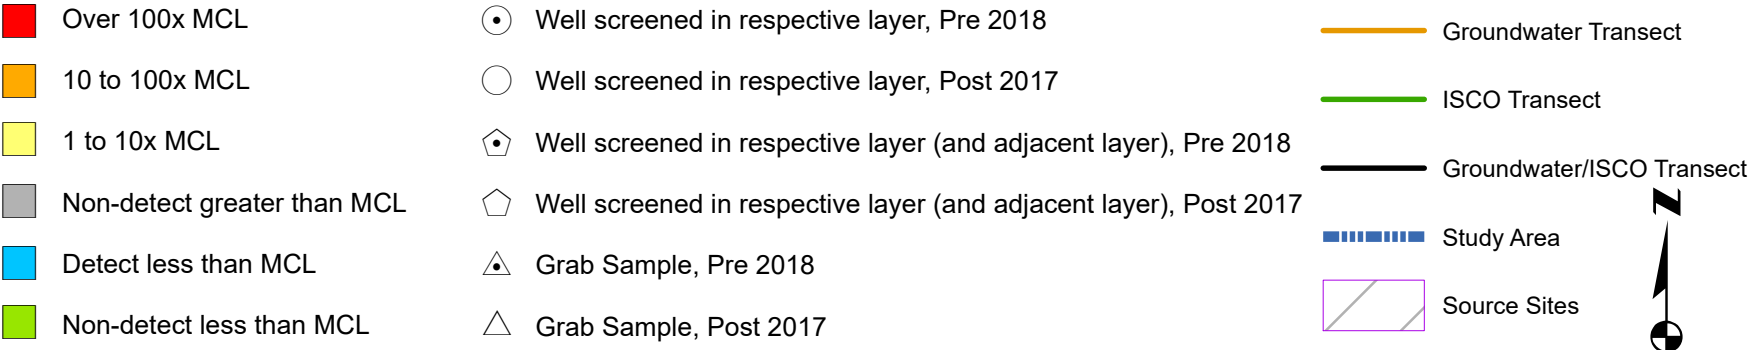 Over 100x MCL
10 to 100x MCL
1 to 10x MCL
Non-detect greater than MCL
Detect less than MCL
Non-detect less than MCL
Well screened in respective layer, Pre 2018
Well screened in respective layer, Post 2017
Well screened in respective layer (and adjacent layer), Pre 2018
Well screened in respective layer (and adjacent layer), Post 2017
Grab Sample, Pre 2018
Grab Sample, Post 2017
Groundwater Transect
ISCO Transect
Groundwater/ISCO Transect
Study Area
Source Sites
N